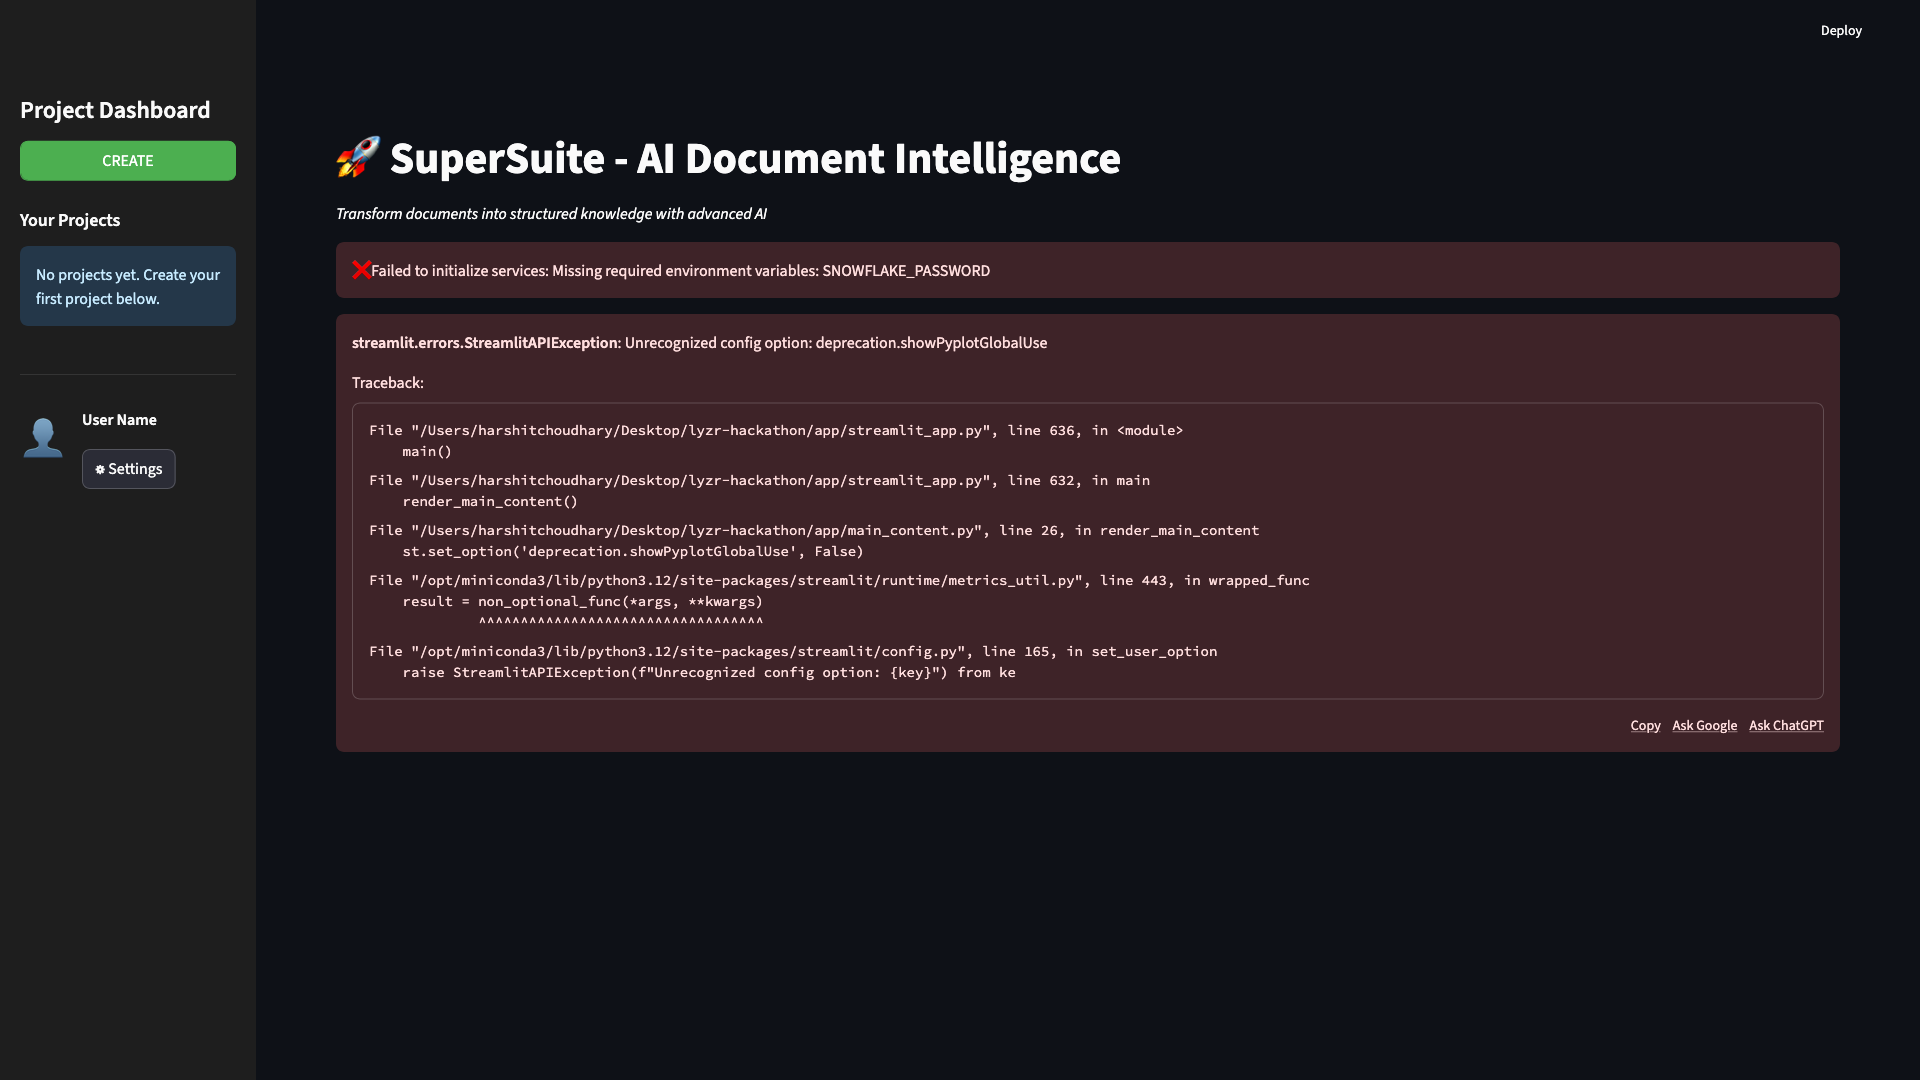 Deploy
Project Dashboard
CREATE
Your Projects
No projects yet. Create your
first project below.
User Name
Settings
🚀 SuperSuite - AI Document Intelligence
Transform documents into structured knowledge with advanced AI
❌Failed to initialize services: Missing required environment variables: SNOWFLAKE_PASSWORD
streamlit.errors.StreamlitAPIException: Unrecognized config option: deprecation.showPyplotGlobalUse
Traceback:
File "/Users/harshitchoudhary/Desktop/lyzr-hackathon/app/streamlit_app.py", line 636, in <module>
    main()
File "/Users/harshitchoudhary/Desktop/lyzr-hackathon/app/streamlit_app.py", line 632, in main
    render_main_content()
File "/Users/harshitchoudhary/Desktop/lyzr-hackathon/app/main_content.py", line 26, in render_main_content
    st.set_option('deprecation.showPyplotGlobalUse', False)
File "/opt/miniconda3/lib/python3.12/site-packages/streamlit/runtime/metrics_util.py", line 443, in wrapped_func
    result = non_optional_func(*args, **kwargs)
             ^^^^^^^^^^^^^^^^^^^^^^^^^^^^^^^^^^
File "/opt/miniconda3/lib/python3.12/site-packages/streamlit/config.py", line 165, in set_user_option
    raise StreamlitAPIException(f"Unrecognized config option: {key}") from ke
Copy Ask Google Ask ChatGPT